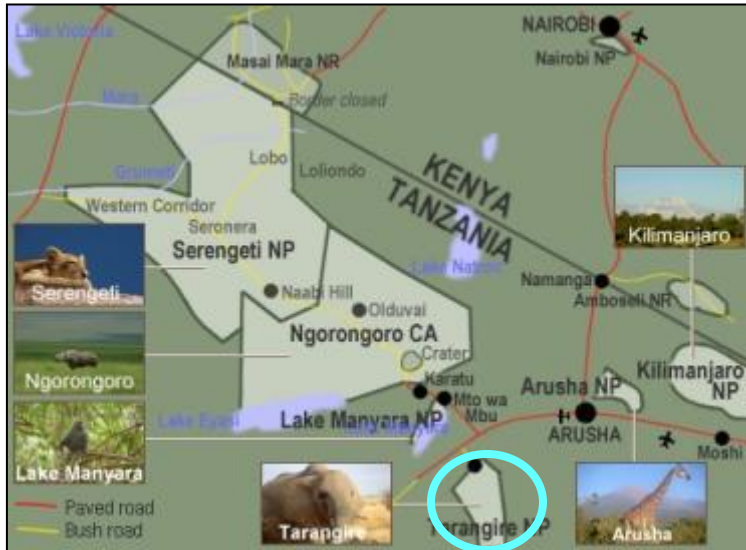 Lake Victoria
NAIROBI
Nairobi NP
Masai Mara NR
Mara
Border closed
Lobo
Loliondo
KENYA
TANZANIA
Grumeti
Western Corridor
Seronera
Serengeti NP
Serengeti
Kilimanjaro
Lake Natron
Namanga
Amboseli NR
Naabi Hill
Olduvai
Ngorongoro CA
Crater
Ngorongoro
Karatu
Mto wa
Mbu
Arusha NP
Kilimanjaro
NP
Lake Eyasi
Lake Manyara NP
ARUSHA
Moshi
Lake Manyara
Paved road
Bush road
Tarangire
Tarangire NP
Arusha